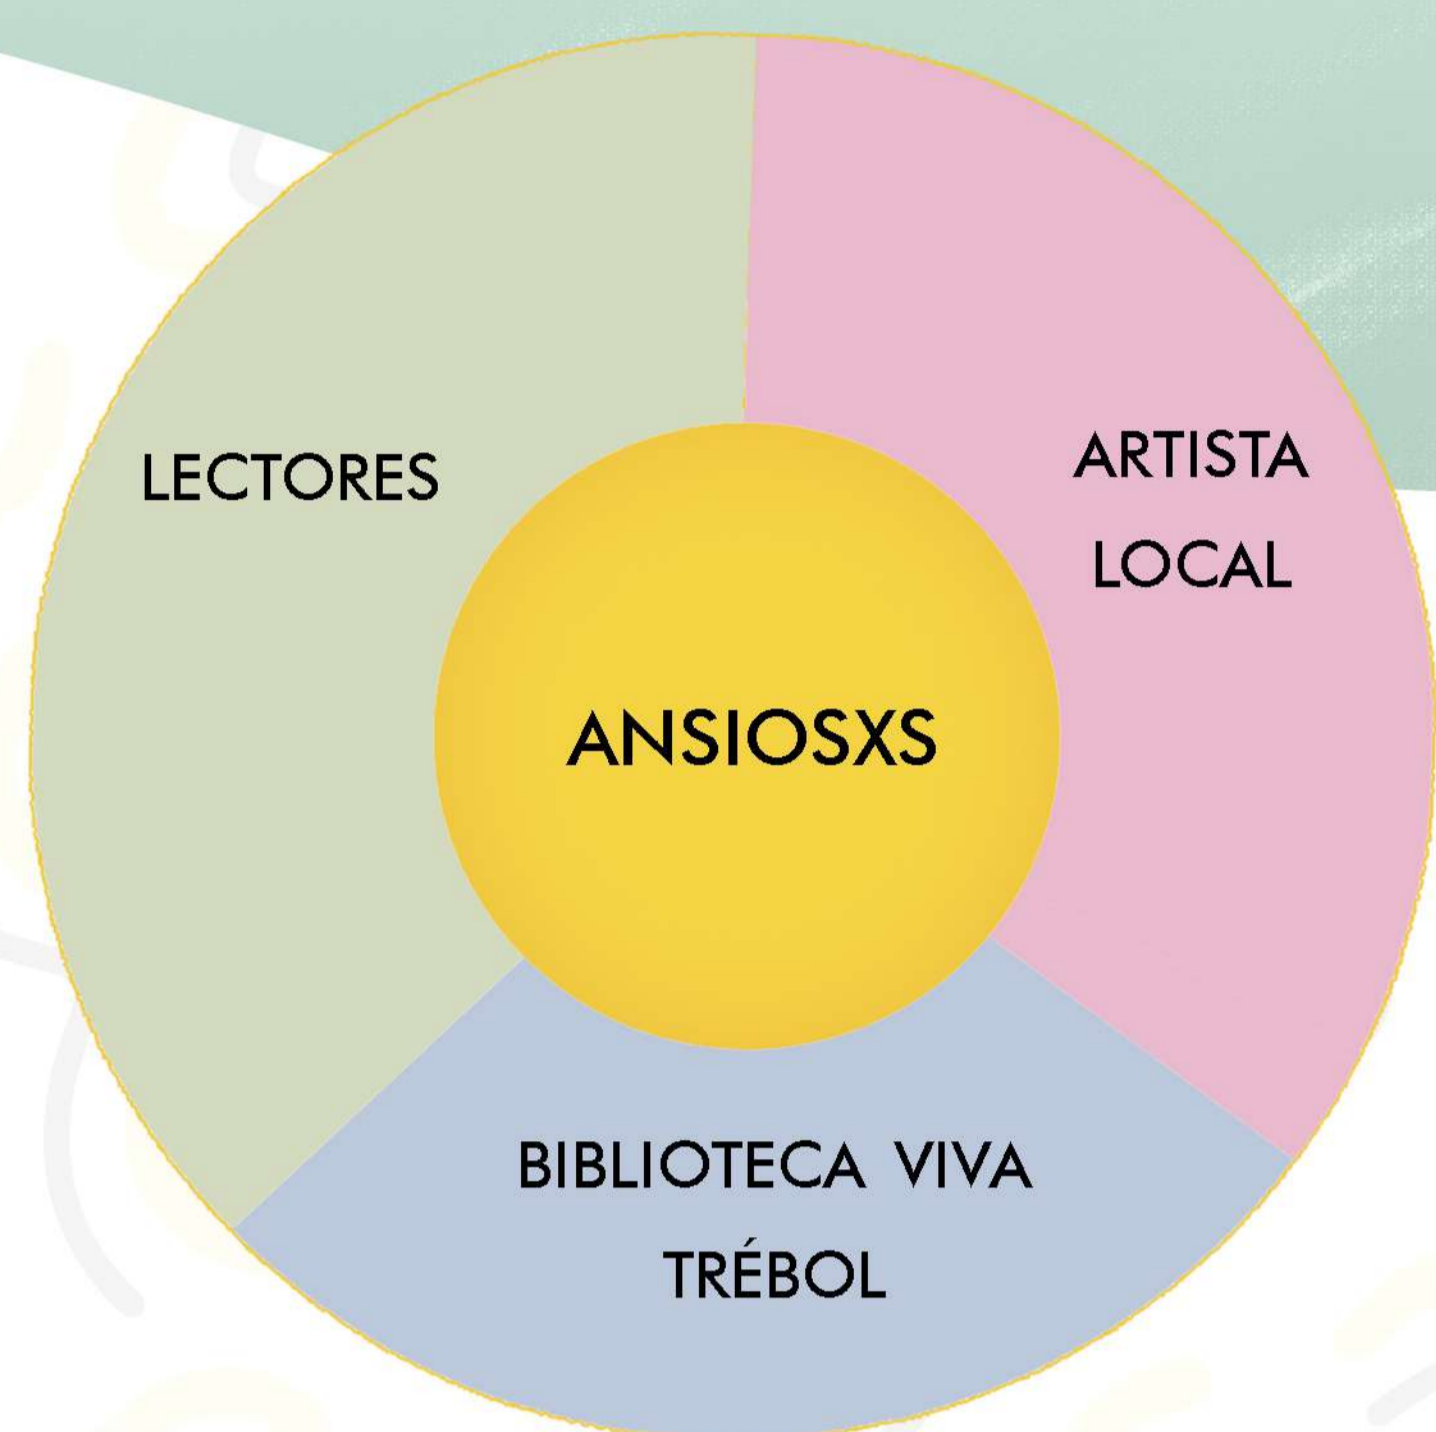 LECTORES
ARTISTA
LOCAL
ANSIOSXS
BIBLIOTECA VIVA
TRÉBOL